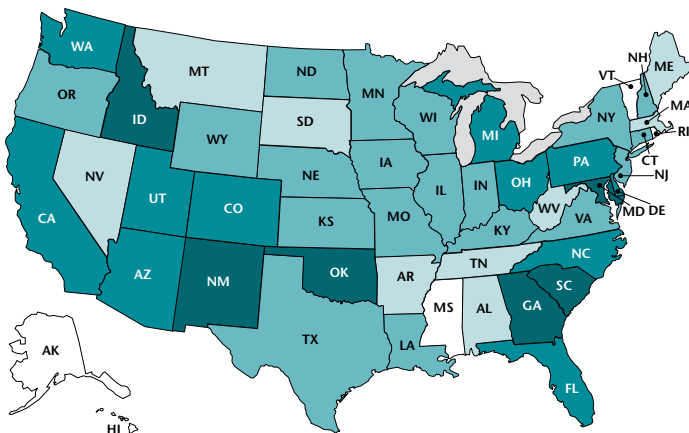 WA
MT
ND
MN
VT
NH
ME
OR
ID
SD
WI
MI
NY
MA
RI
WY
IA
PA
CT
NJ
NV
NE
OH
IL
IN
UT
CO
WV
MD
DE
CA
KS
MO
KY
VA
NC
TN
AZ
NM
OK
AR
SC
MS
AL
GA
TX
LA
AK
FL
HI